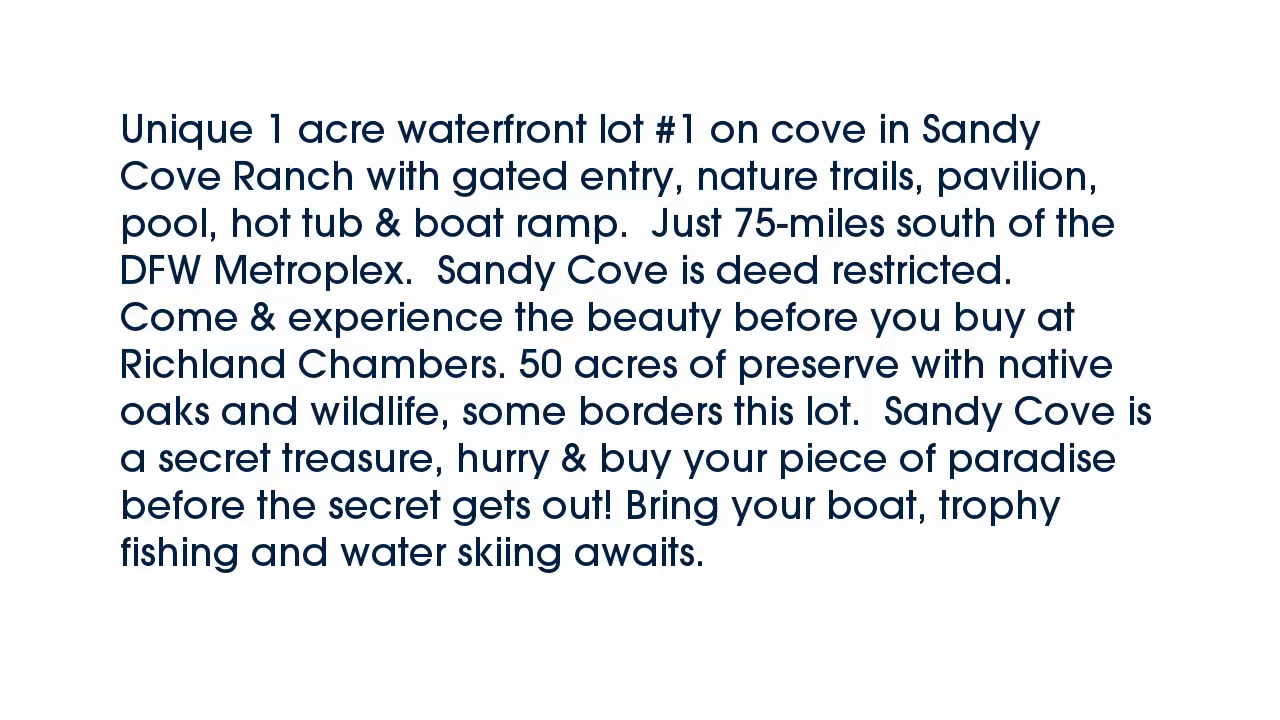 Unique 1 acre waterfront lot #1 on cove in Sandy
Cove Ranch with gated entry, nature trails, pavilion,
pool, hot tub & boat ramp.  Just 75-miles south of the
DFW Metroplex.  Sandy Cove is deed restricted.
Come & experience the beauty before you buy at
Richland Chambers. 50 acres of preserve with native
oaks and wildlife, some borders this lot.  Sandy Cove is
a secret treasure, hurry & buy your piece of paradise
before the secret gets out! Bring your boat, trophy
fishing and water skiing awaits.